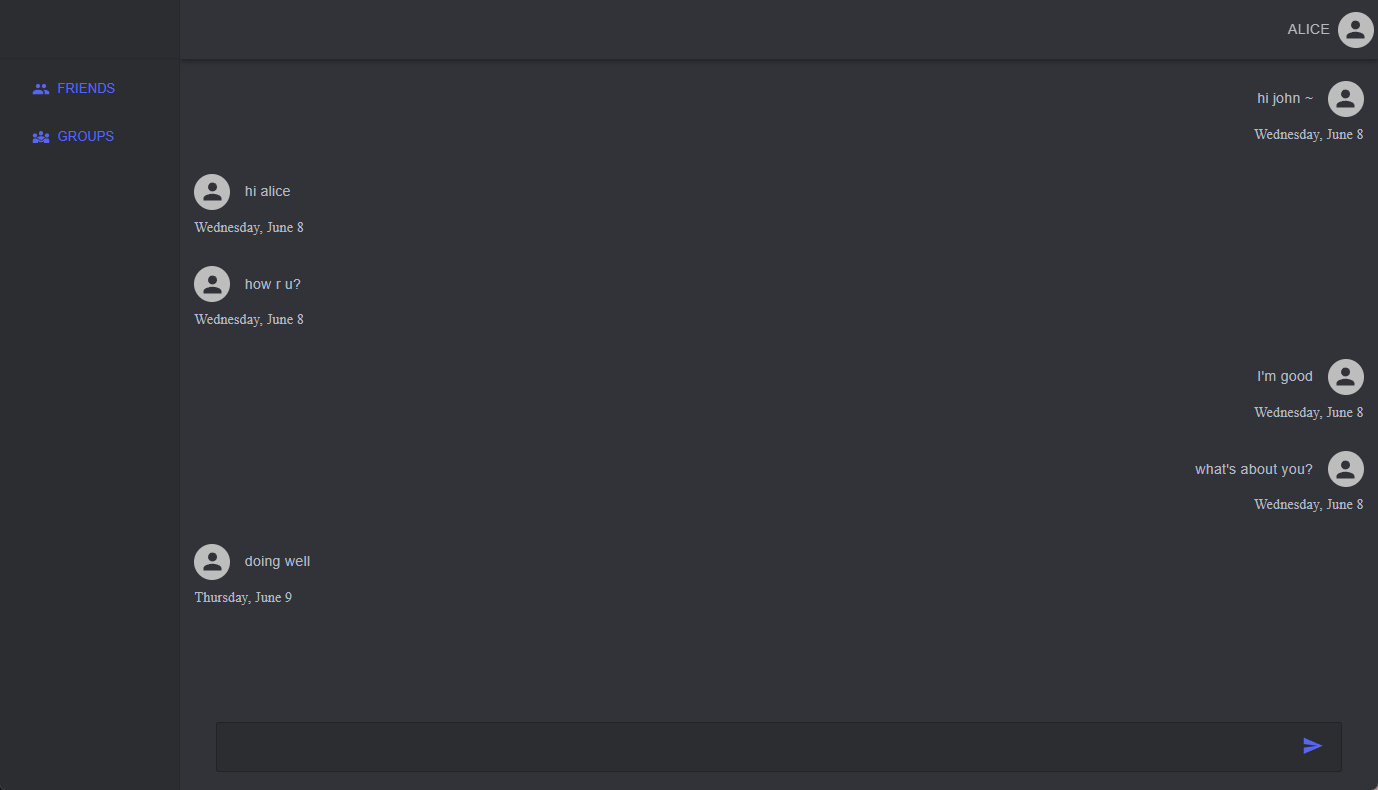 ALICE
FRIENDS
GROUPS
hi john ~
Wednesday, June 8
hi alice
Wednesday, June 8
how r u?
Wednesday, June 8
I'm good
Wednesday, June 8
what's about you?
Wednesday, June 8
doing well
Thursday, June 9